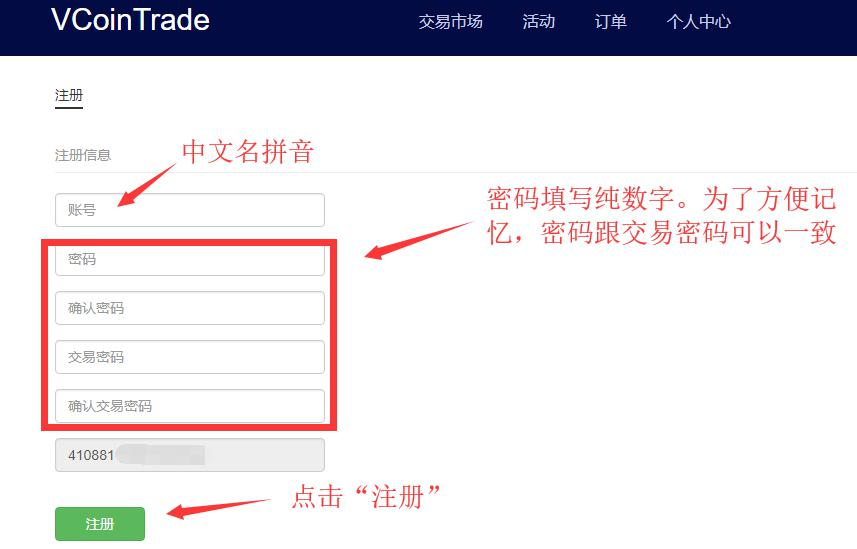 VCoinTrade
交易市场 活动 订单 个人中心
注册
注册信息
中文名拼音
账号
密码填写纯数字。为了方便记
忆，密码跟交易密码可以一致
密码
确认密码
交易密码
确认交易密码
410881
点击“注册”
注册